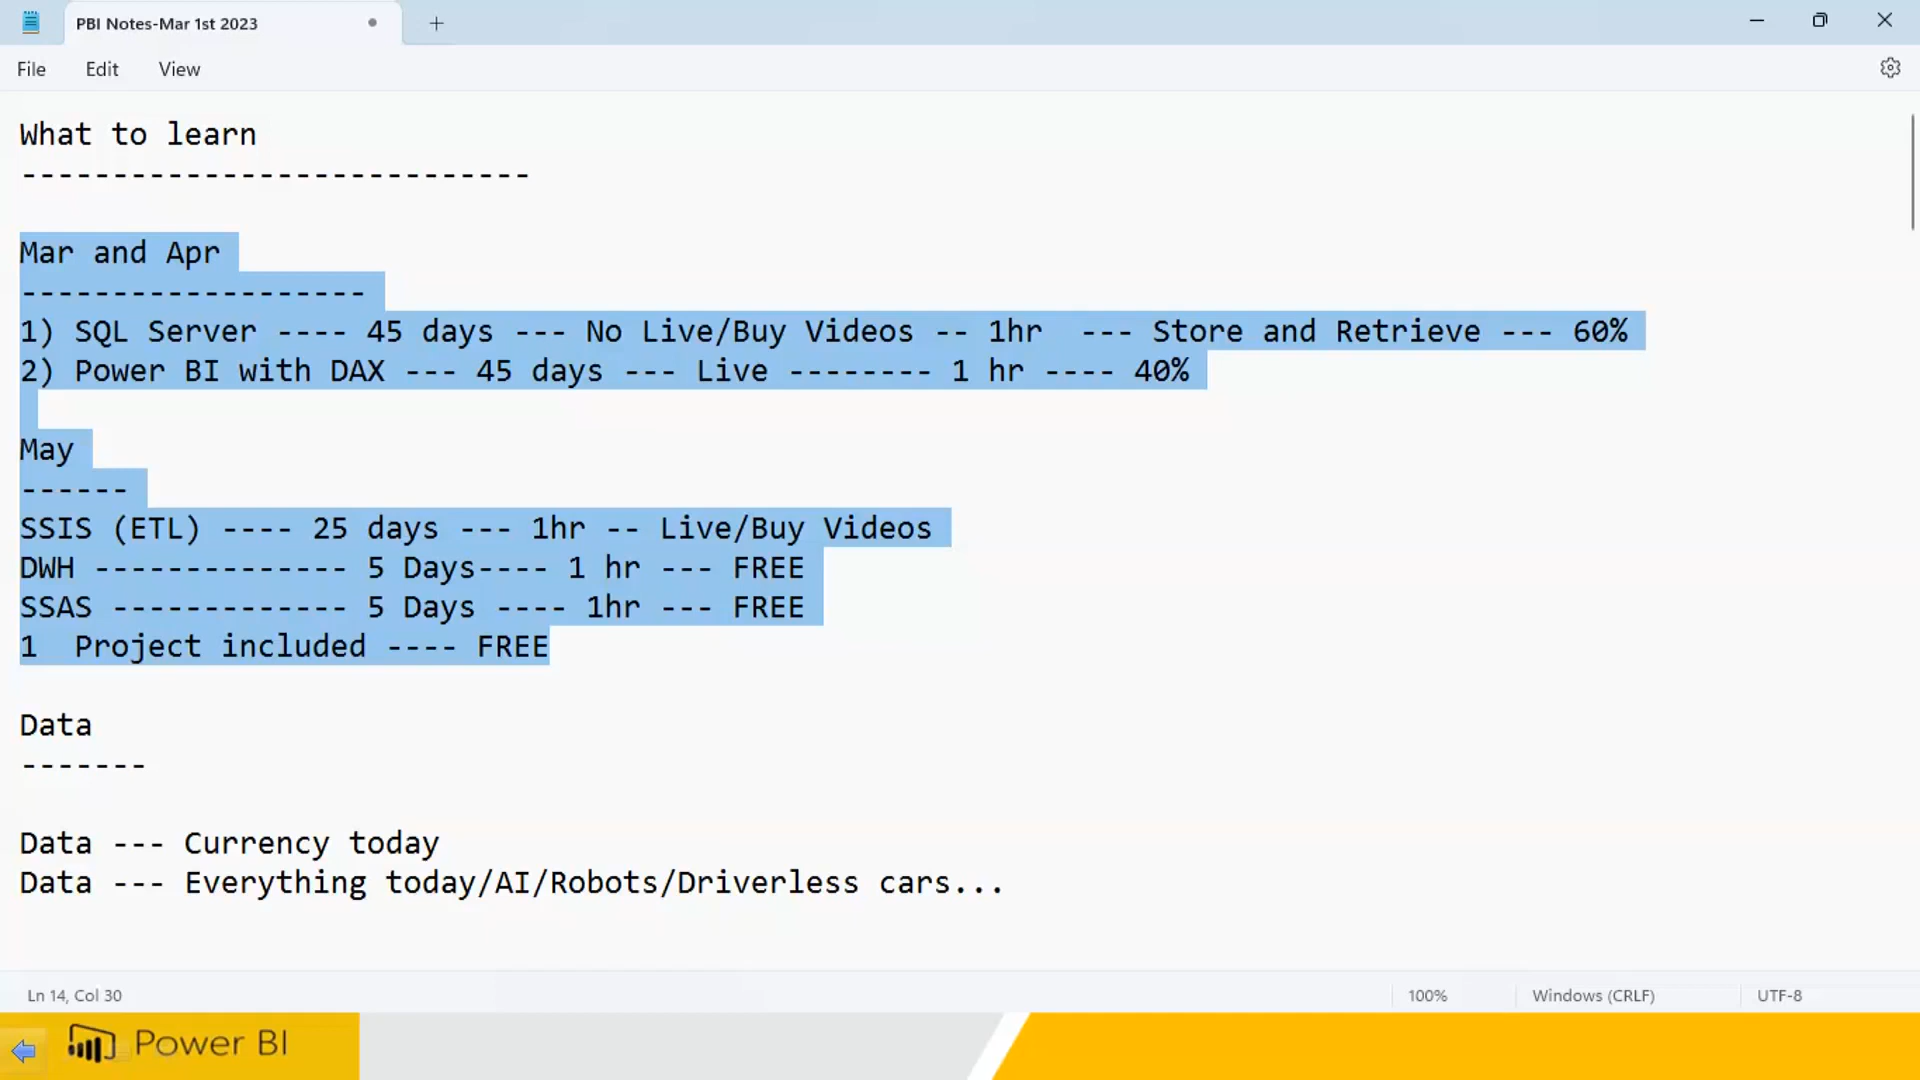 PBI Notes-Mar 1st 2023
File Edit View
What to learn
----------------------------
Mar and Apr
-------------------
1) SQL Server ---- 45 days --- No Live/Buy Videos -- 1hr  --- Store and Retrieve --- 60%
2) Power BI with DAX --- 45 days --- Live -------- 1 hr ---- 40%
May
------
SSIS (ETL) ---- 25 days --- 1hr -- Live/Buy Videos
DWH -------------- 5 Days---- 1 hr --- FREE
SSAS ------------- 5 Days ---- 1hr --- FREE
1  Project included ---- FREE
Data
-------
Data --- Currency today
Data --- Everything today/AI/Robots/Driverless cars...
Ln 14, Col 30 100% Windows (CRLF) UTF-8
Power BI